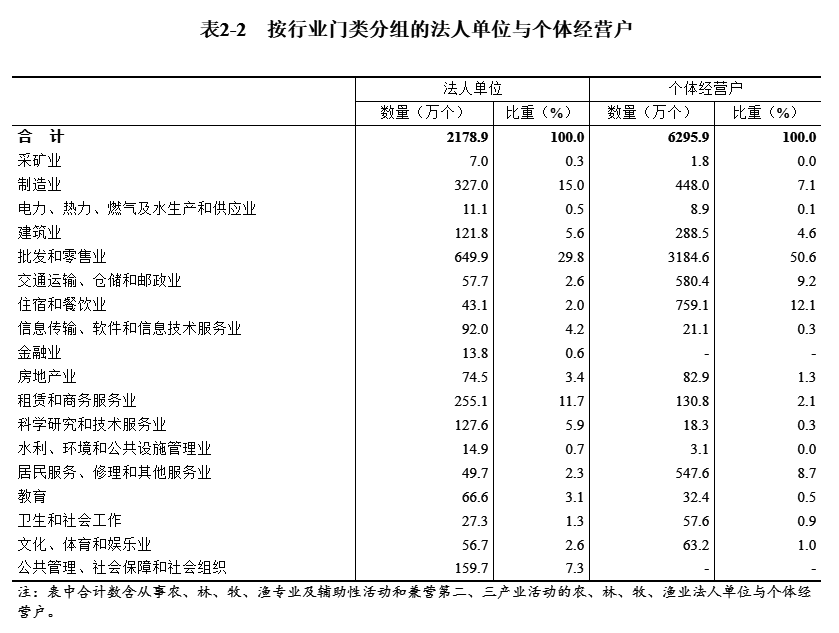 表2-2 按行业门类分组的法人单位与个体经营户
法人单位 个体经营户
数量（万个） 比重（%） 数量（万个） 比重（%）
合 计 2178.9 100.0 6295.9 100.0
采矿业 7.0 0.3 1.8 0.0
制造业 327.0 15.0 448.0 7.1
电力、热力、燃气及水生产和供应业 11.1 0.5 8.9 0.1
建筑业 121.8 5.6 288.5 4.6
批发和零售业 649.9 29.8 3184.6 50.6
交通运输、仓储和邮政业 57.7 2.6 580.4 9.2
住宿和餐饮业 43.1 2.0 759.1 12.1
信息传输、软件和信息技术服务业 92.0 4.2 21.1 0.3
金融业 13.8 0.6 - -
房地产业 74.5 3.4 82.9 1.3
租赁和商务服务业 255.1 11.7 130.8 2.1
科学研究和技术服务业 127.6 5.9 18.3 0.3
水利、环境和公共设施管理业 14.9 0.7 3.1 0.0
居民服务、修理和其他服务业 49.7 2.3 547.6 8.7
教育 66.6 3.1 32.4 0.5
卫生和社会工作 27.3 1.3 57.6 0.9
文化、体育和娱乐业 56.7 2.6 63.2 1.0
公共管理、社会保障和社会组织 159.7 7.3 - -
注：表中合计数含从事农、林、牧、渔专业及辅助性活动和兼营第二、三产业活动的农、林、牧、渔业法人单位与个体经
营户。